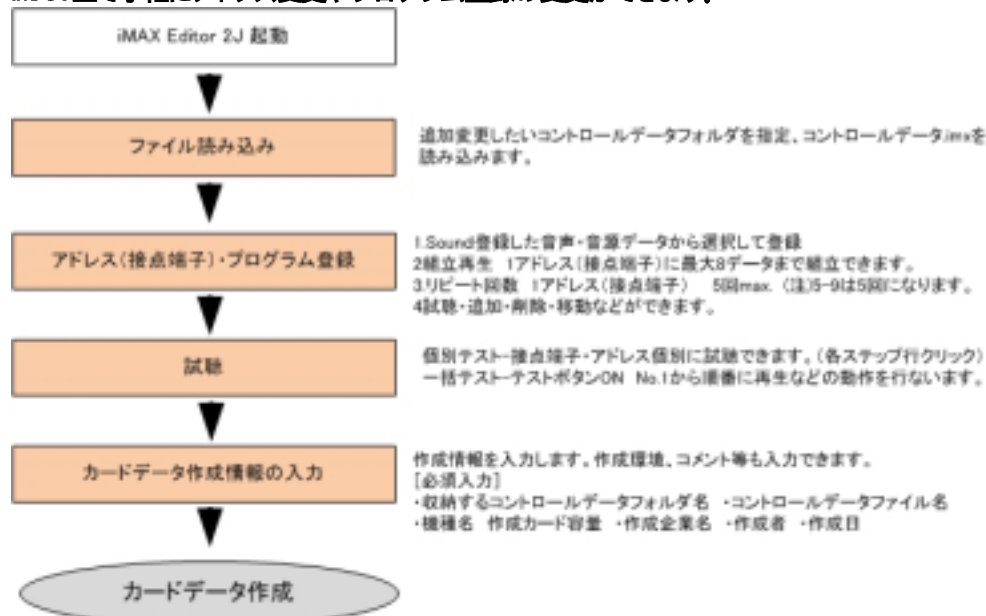 iMAX Editor 2J 起動
ファイル読み込み
追加変更したいコントロールデータフォルダを指定、コントロールデータ.imxを
読み込みます。
アドレス(接点端子)・プログラム登録
1.Sound登録した音声・音源データから選択して登録
2組立再生 1アドレス(接点端子)に最大8データまで組立できます。
3.リピート回数 1アドレス(接点端子) 5回max. (注)5-9は5回になります。
4試聴・追加・削除・移動などができます。
試聴
個別テスト-接点端子・アドレス個別に試聴できます。(各ステップ行クリック)
一括テスト-テストボタンON No.1から順番に再生などの動作を行ないます。
カードデータ作成情報の入力
作成情報を入力します。作成環境、コメント等も入力できます。
[必須入力]
・収納するコントロールデータフォルダ名 ・コントロールデータファイル名
・機種名 作成カード容量 ・作成企業名 ・作成者 ・作成日
カードデータ作成